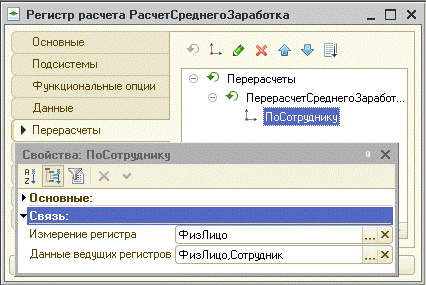 Регистр расчета РасчетСреднегоЗаработка
Основные
Подсистемы
Функциональные опции
Данные
Перерасчеты
Перерасчеты
ПерерасчетСреднегоЗаработ...
ПоСотруднику
Свойства: ПоСотруднику
Основные:
Связь:
Измерение регистра
ФизЛицо
Данные ведущих регистров
ФизЛицо,Сотрудник